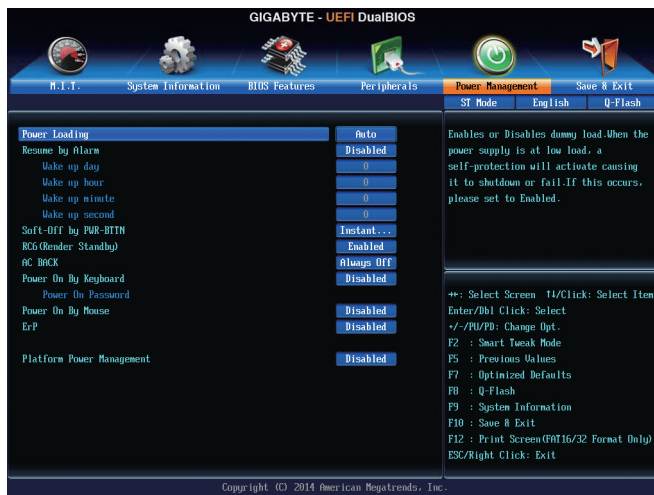 GIGABYTE - UEFI DualBIOS
M.I.T. System Information BIOS Features Peripherals Power Management Save & Exit
ST Mode English Q-Flash
Power Loading Auto
Resume by Alarm Disabled
Wake up day 0
Wake up hour 0
Wake up minute 0
Wake up second 0
Soft-Off by PWR-BTTN Instant...
RC6(Render Standby) Enabled
AC BACK Always Off
Power On By Keyboard Disabled
Power On Password
Power On By Mouse Disabled
ErP Disabled
Platform Power Management Disabled
Enables or Disables dummy load.When the
power supply is at low load, a
self-protection will activate causing
it to shutdown or fail.If this occurs,
please set to Enabled.
→←: Select Screen ↑↓/Click: Select Item
Enter/Dbl Click: Select
+/-/PU/PD: Change Opt.
F2 : Smart Tweak Mode
F5 : Previous Values
F7 : Optimized Defaults
F8 : Q-Flash
F9 : System Information
F10 : Save & Exit
F12 : Print Screen(FAT16/32 Format Only)
ESC/Right Click: Exit
Copyright (C) 2014 American Megatrends, Inc.